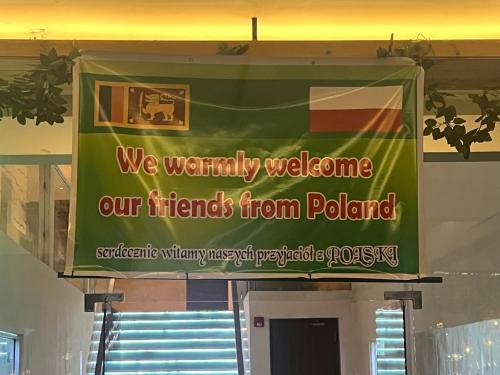 We warmly welcome
our friends from Poland
serdecznie witamy naszych przyjaciół z POLSKI